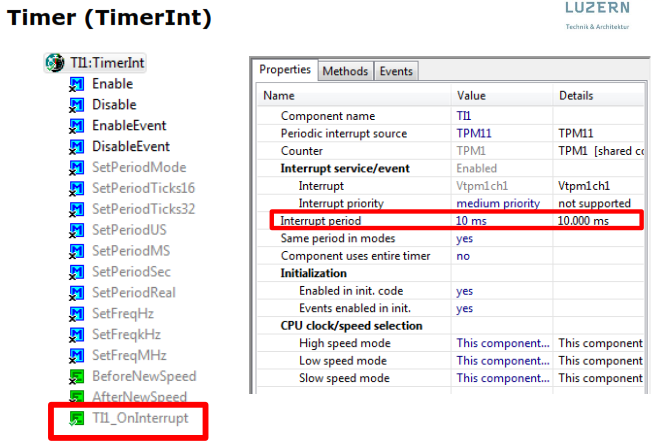 Timer (TimerInt)
LUZERN
Technik & Architektur
TI1:TimerInt
Enable
Disable
EnableEvent
DisableEvent
SetPeriodMode
SetPeriodTicks16
SetPeriodTicks32
SetPeriodUS
SetPeriodMS
SetPeriodSec
SetPeriodReal
SetFreqHz
SetFreqkHz
SetFreqMHz
BeforeNewSpeed
AfterNewSpeed
TI1_OnInterrupt
Properties Methods Events
Name Value Details
Component name TI1
Periodic interrupt source TPM11 TPM11
Counter TPM1 TPM1 [shared co
Interrupt service/event Enabled
Interrupt Vtpm1ch1 Vtpm1ch1
Interrupt priority medium priority not supported
Interrupt period 10 ms 10.000 ms
Same period in modes yes
Component uses entire timer no
Initialization
Enabled in init. code yes
Events enabled in init. yes
CPU clock/speed selection
High speed mode This component... This component
Low speed mode This component... This component
Slow speed mode This component... This component